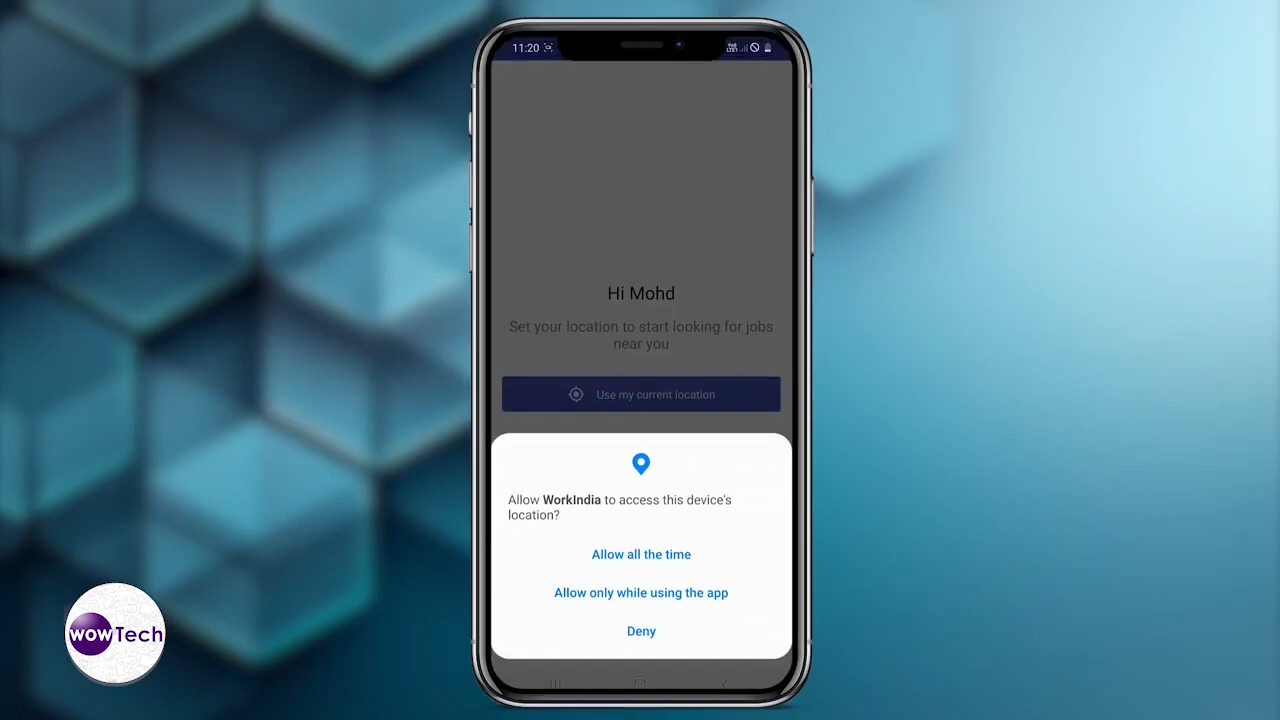 11:20
Hi Mohd
Set your location to start looking for jobs
near you
Use my current location
Allow WorkIndia to access this device's
location?
Allow all the time
Allow only while using the app
Deny
wowTech